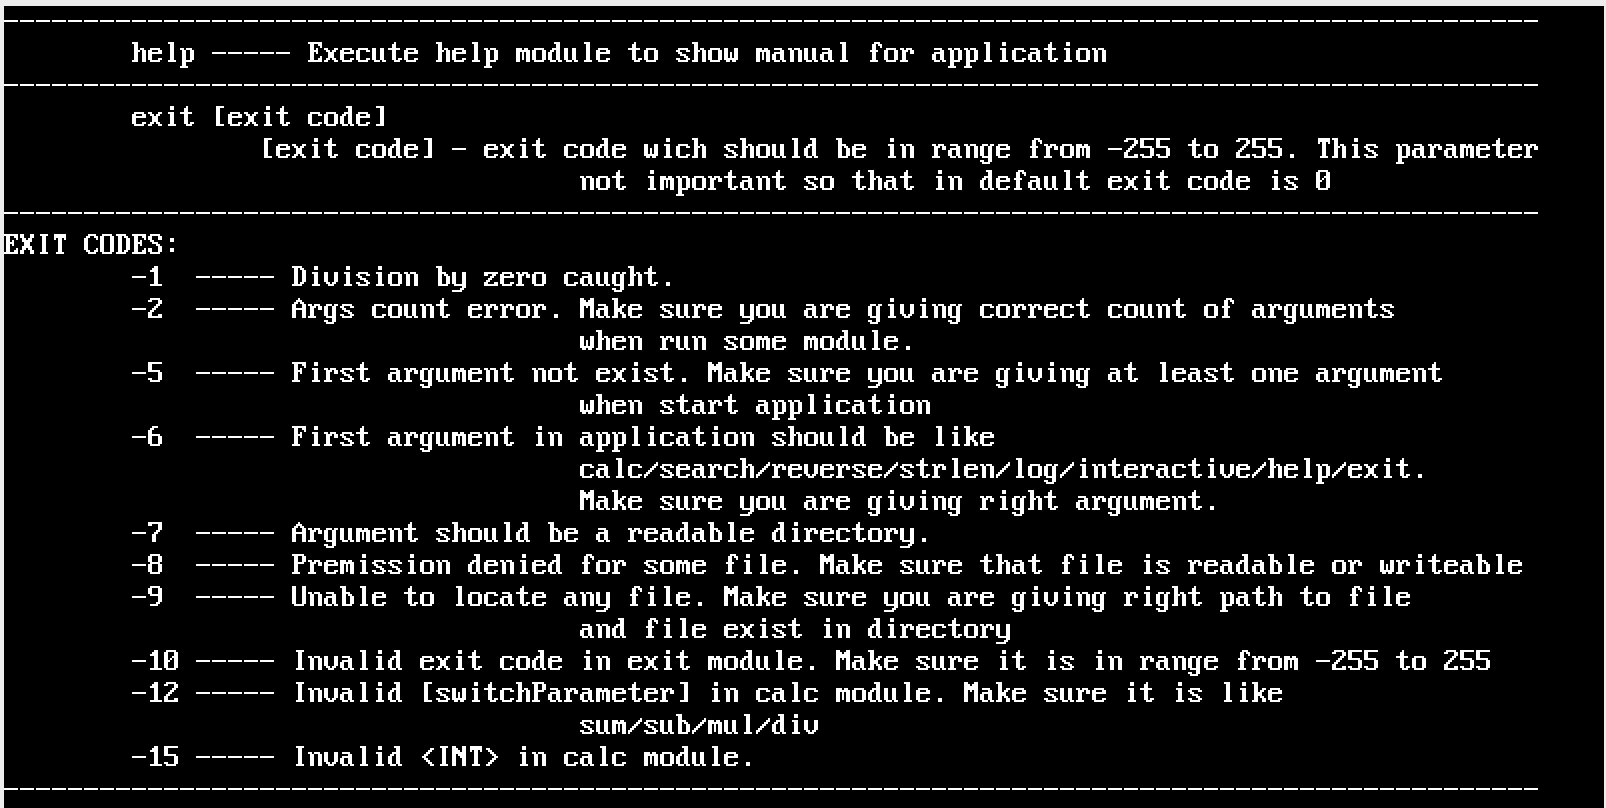 --------------------------------------------------------------------------------
help ----- Execute help module to show manual for application
--------------------------------------------------------------------------------
exit [exit code]
[exit code] - exit code wich should be in range from -255 to 255. This parameter
not important so that in default exit code is 0
--------------------------------------------------------------------------------
EXIT CODES:
-1 ----- Division by zero caught.
-2 ----- Args count error. Make sure you are giving correct count of arguments
when run some module.
-5 ----- First argument not exist. Make sure you are giving at least one argument
when start application
-6 ----- First argument in application should be like
calc/search/reverse/strlen/log/interactive/help/exit.
Make sure you are giving right argument.
-7 ----- Argument should be a readable directory.
-8 ----- Premission denied for some file. Make sure that file is readable or writeable
-9 ----- Unable to locate any file. Make sure you are giving right path to file
and file exist in directory
-10 ----- Invalid exit code in exit module. Make sure it is in range from -255 to 255
-12 ----- Invalid [switchParameter] in calc module. Make sure it is like
sum/sub/mul/div
-15 ----- Invalid <INT> in calc module.
--------------------------------------------------------------------------------